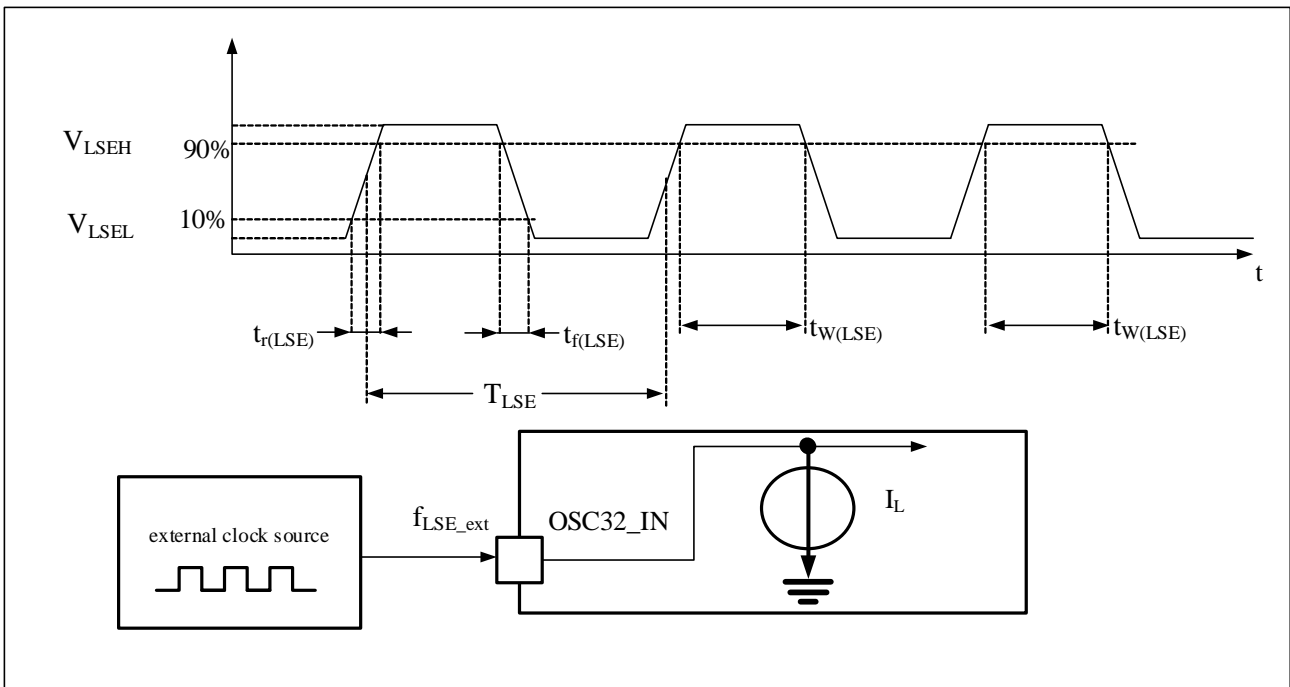 V_LSEH
90%
V_LSEL
10%
t
t_r(LSE)
t_f(LSE)
t_W(LSE)
t_W(LSE)
T_LSE
external clock source
f_LSE_ext
OSC32_IN
I_L